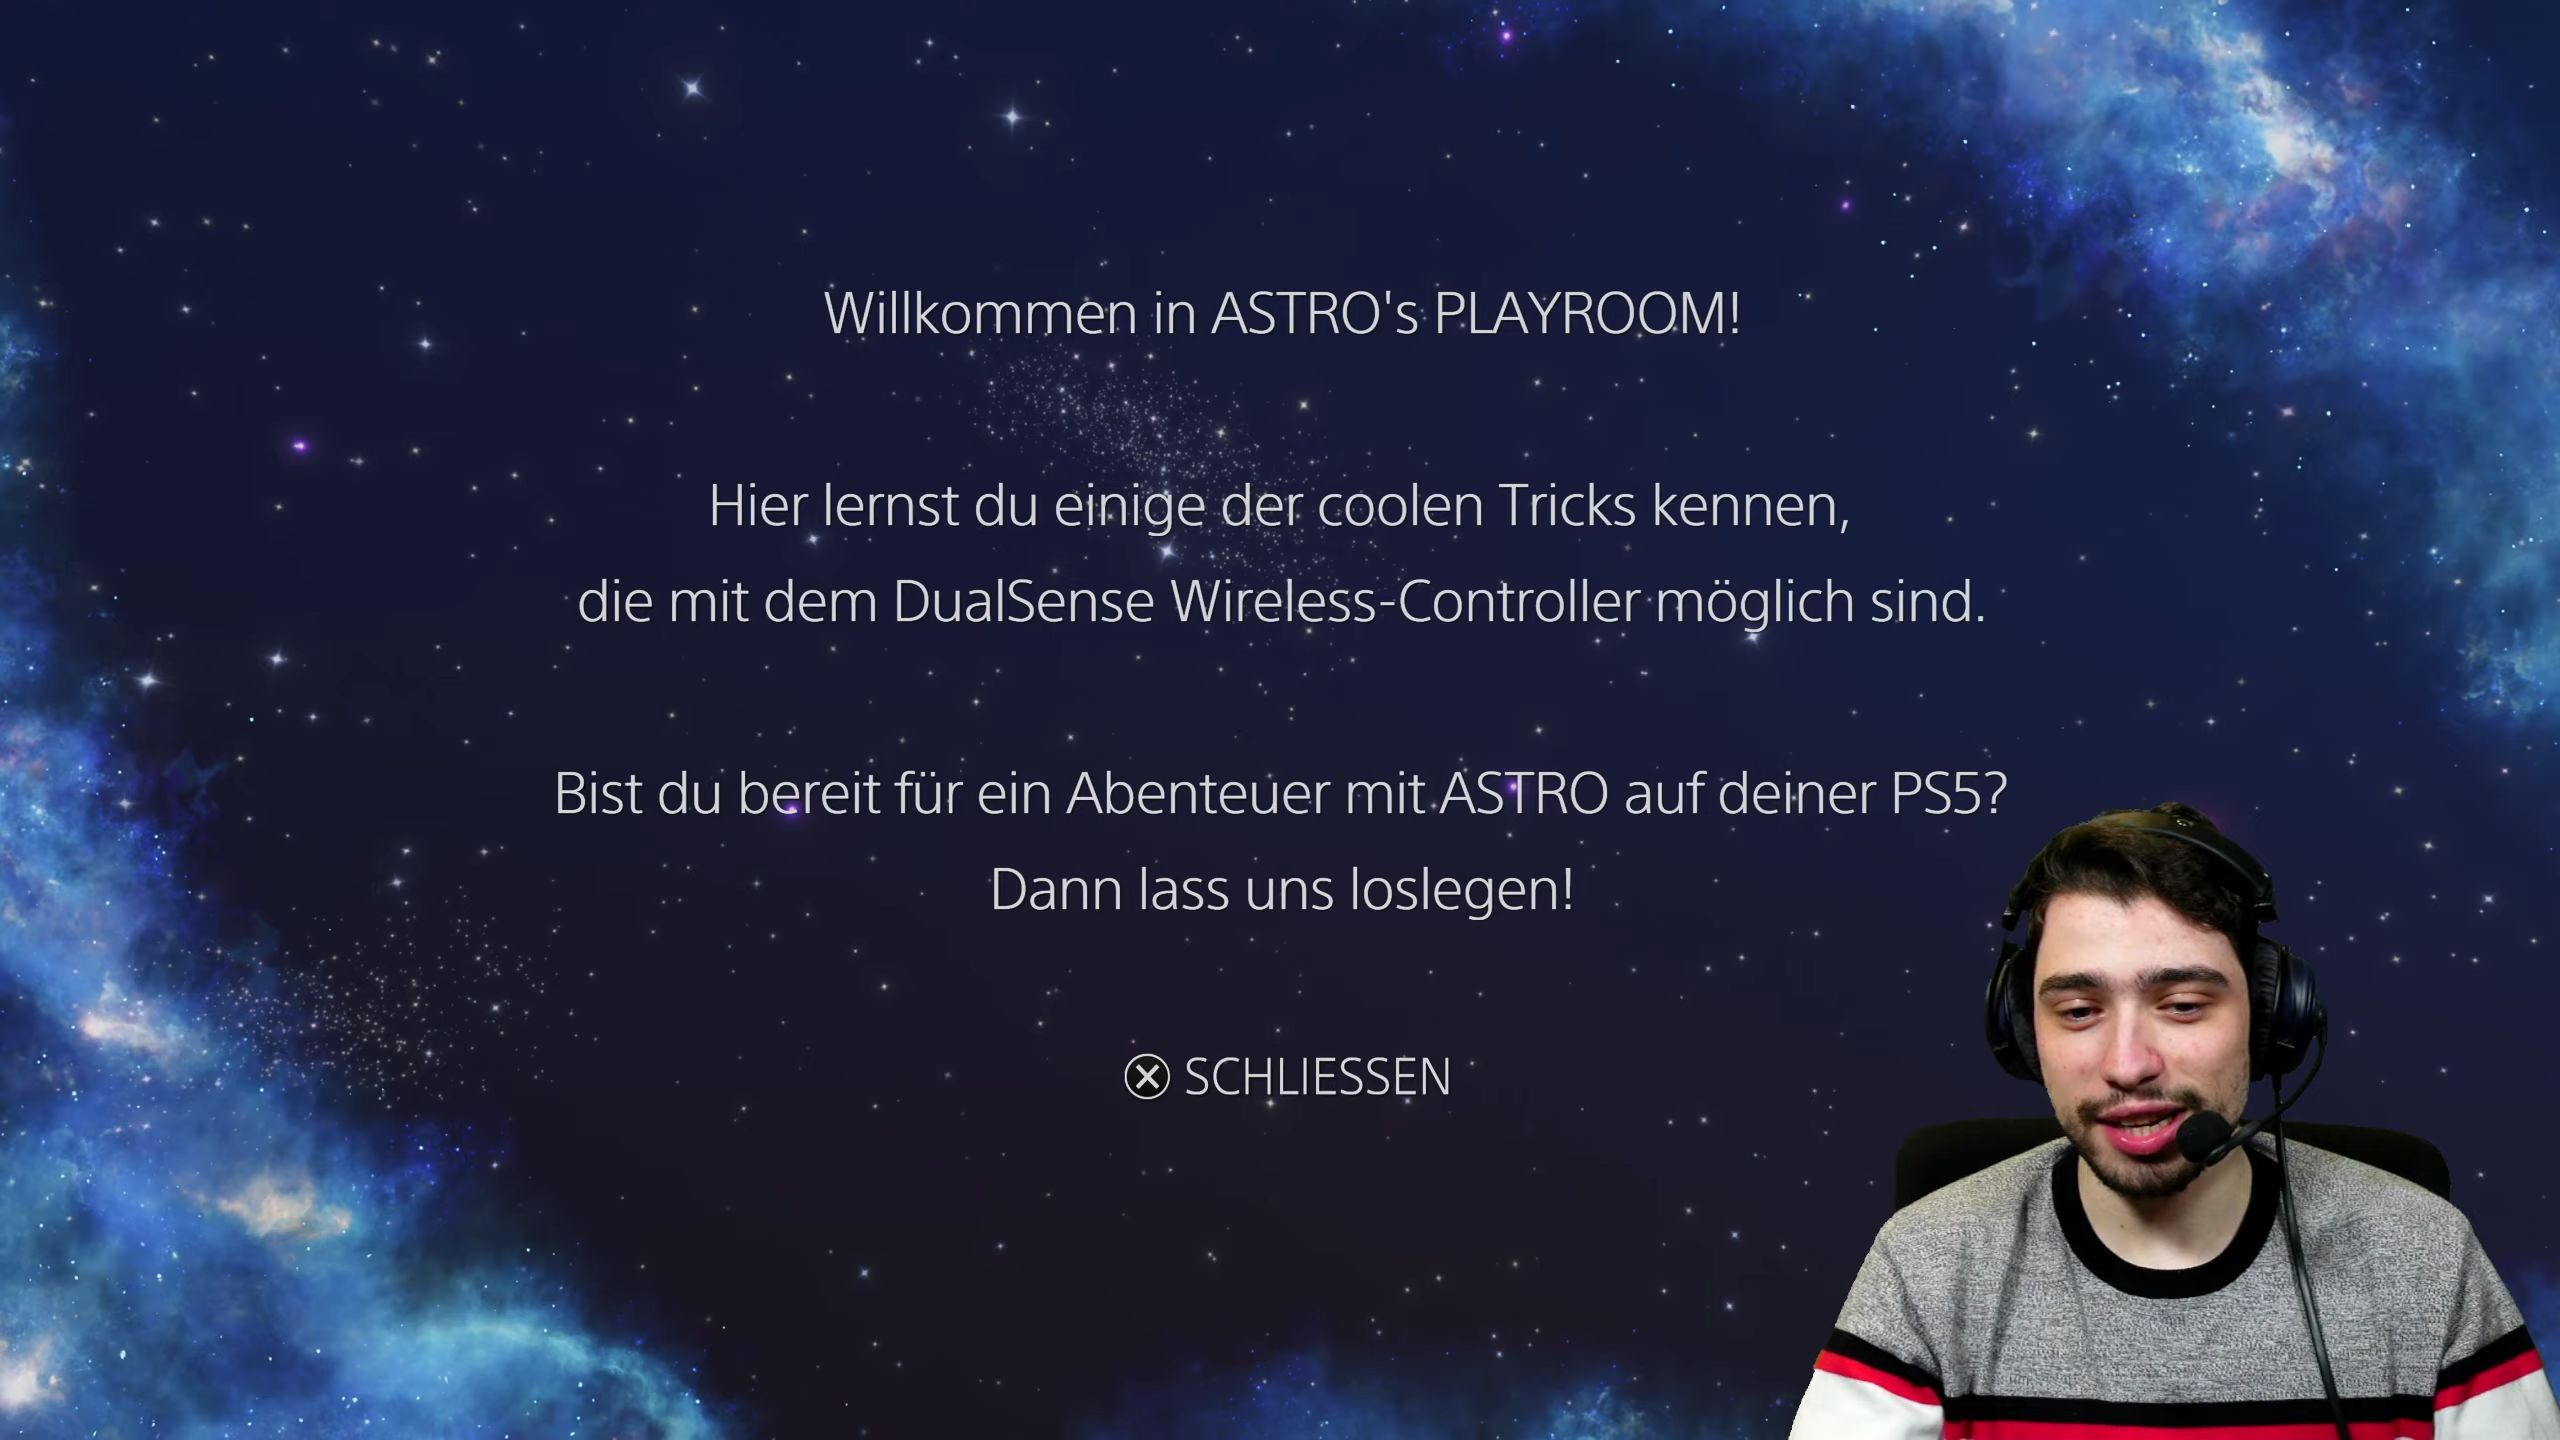 Willkommen in ASTRO's PLAYROOM!
Hier lernst du einige der coolen Tricks kennen,
die mit dem DualSense Wireless-Controller möglich sind.
Bist du bereit für ein Abenteuer mit ASTRO auf deiner PS5?
Dann lass uns loslegen!
SCHLIESSEN